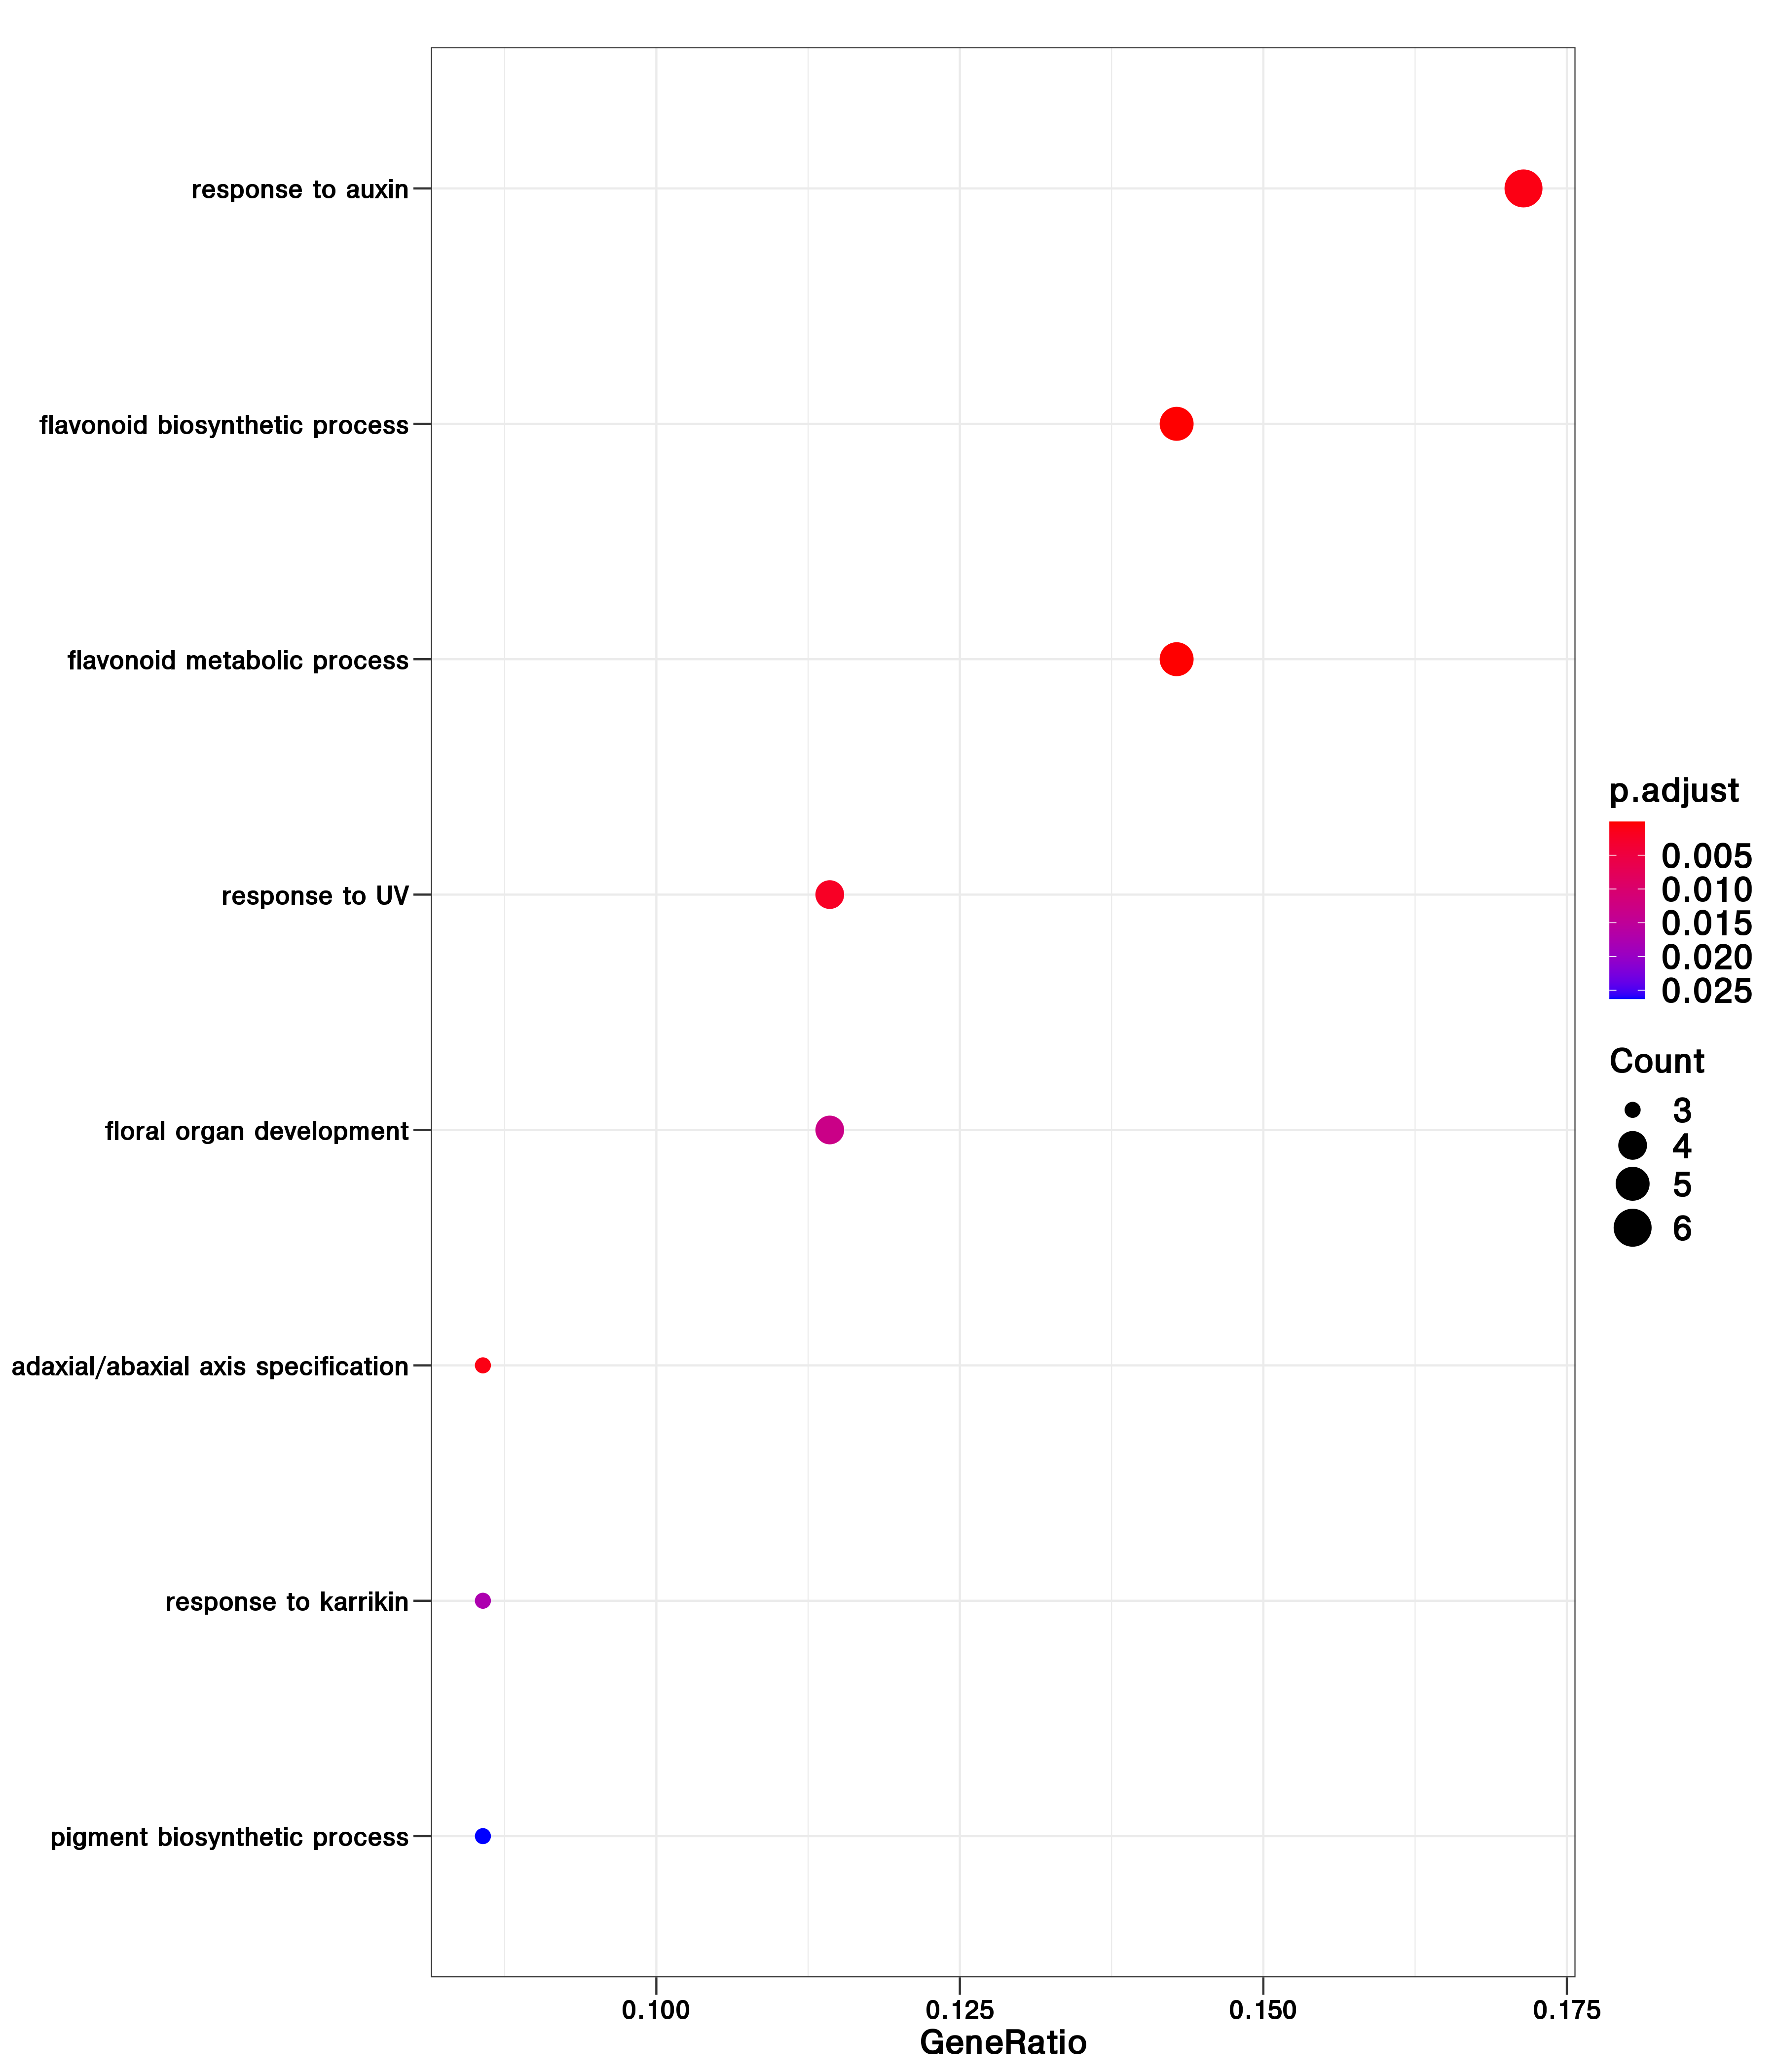 response to auxin
flavonoid biosynthetic process
flavonoid metabolic process
response to UV
floral organ development
adaxial/abaxial axis specification
response to karrikin
pigment biosynthetic process
0.100
0.125
0.150
0.175
GeneRatio
p.adjust
0.005
0.010
0.015
0.020
0.025
Count
3
4
5
6